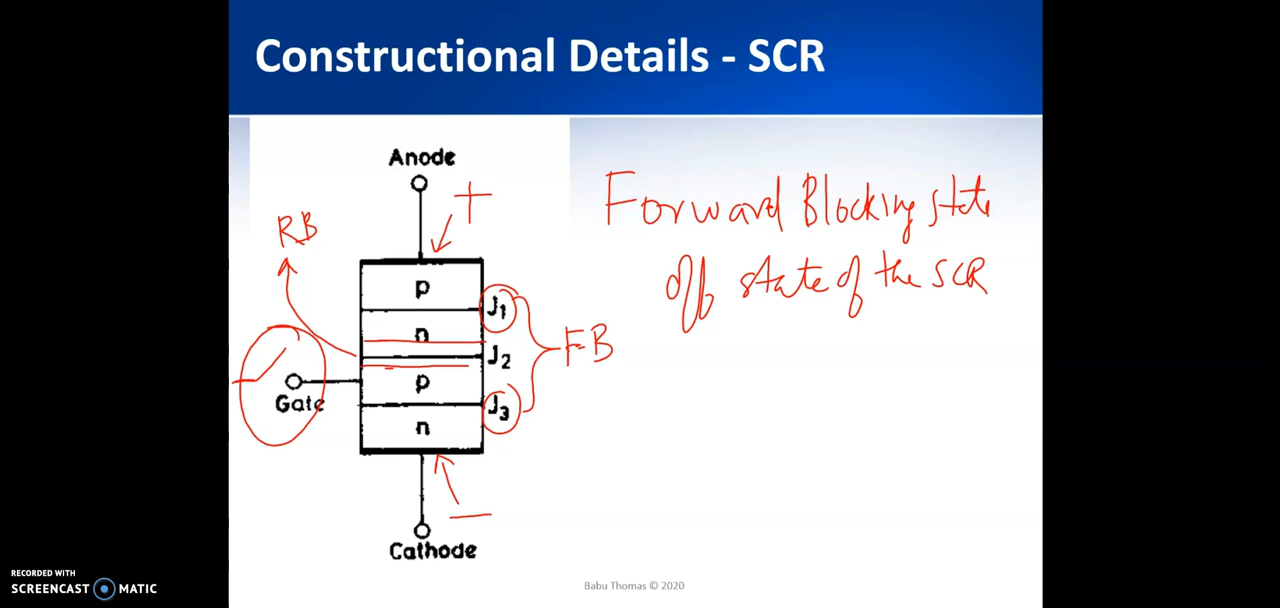 Constructional Details - SCR
Anode
+
RB
Forward Blocking state
off state of the SCR
p
J1
n
FB
J2
p
Gate
J3
n
—
Cathode
RECORDED WITH
SCREENCAST MATIC
Babu Thomas © 2020